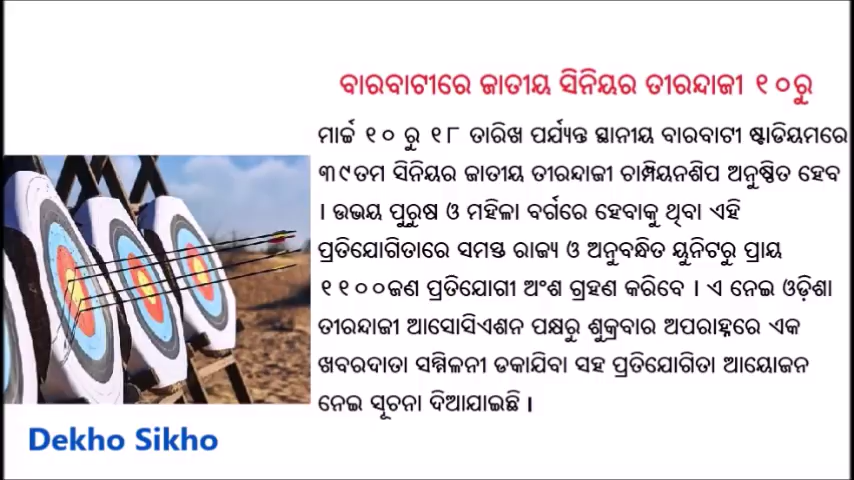 ବାରବାଟୀରେ ଜାତୀୟ ସିନିୟର ତୀରନ୍ଦାଜୀ ୧୦ରୁ
ମାର୍ଚ୍ଚ ୧୦ ରୁ ୧୮ ତାରିଖ ପର୍ଯ୍ୟନ୍ତ ସ୍ଥାନୀୟ ବାରବାଟୀ ଷ୍ଟାଡିୟମରେ
୩୯ତମ ସିନିୟର ଜାତୀୟ ତୀରନ୍ଦାଜୀ ଚାମ୍ପିୟନଶିପ ଅନୁଷ୍ଠିତ ହେବ
। ଉଭୟ ପୁରୁଷ ଓ ମହିଳା ବର୍ଗରେ ହେବାକୁ ଥିବା ଏହି
ପ୍ରତିଯୋଗିତାରେ ସମସ୍ତ ରାଜ୍ୟ ଓ ଅନୁବନ୍ଧିତ ୟୁନିଟରୁ ପ୍ରାୟ
୧୧୦୦ଜଣ ପ୍ରତିଯୋଗୀ ଅଂଶ ଗ୍ରହଣ କରିବେ । ଏ ନେଇ ଓଡ଼ିଶା
ତୀରନ୍ଦାଜୀ ଆସୋସିଏଶନ ପକ୍ଷରୁ ଶୁକ୍ରବାର ଅପରାହ୍ନରେ ଏକ
ଖବରଦାତା ସମ୍ମିଳନୀ ଡକାଯିବା ସହ ପ୍ରତିଯୋଗିତା ଆୟୋଜନ
ନେଇ ସୂଚନା ଦିଆଯାଇଛି ।
Dekho Sikho